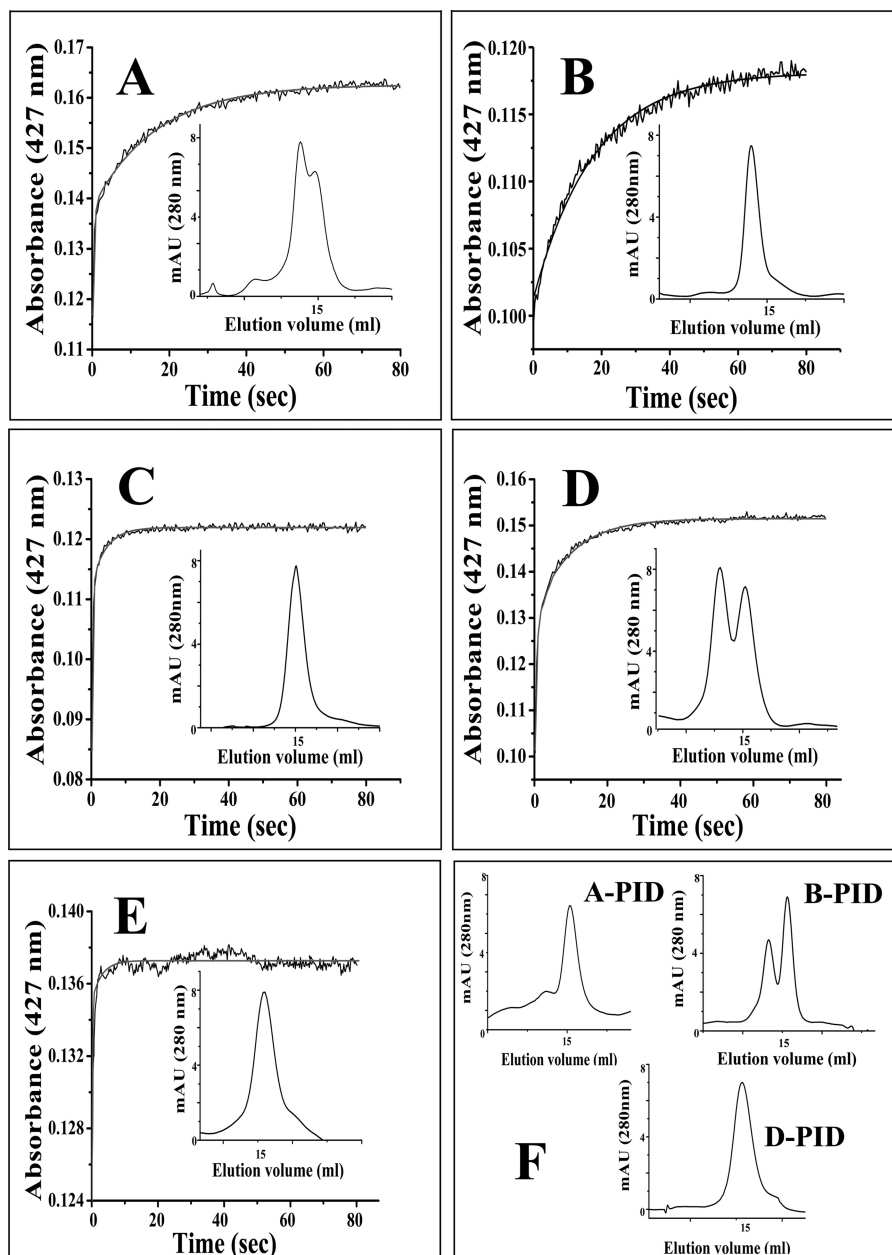 A
Absorbance (427 nm)
0.17
0.16
0.15
0.14
0.13
0.12
0.11
0 20 40 60 80
Time (sec)
mAU (280 nm)
8
4
0
15
Elution volume (ml)
B
Absorbance (427 nm)
0.120
0.115
0.110
0.105
0.100
0 20 40 60 80
Time (sec)
mAU (280nm)
8
4
0
15
Elution volume (ml)
C
Absorbance (427 nm)
0.13
0.12
0.11
0.10
0.09
0.08
0 20 40 60 80
Time (sec)
mAU (280nm)
8
4
0
15
Elution volume (ml)
D
Absorbance (427 nm)
0.16
0.15
0.14
0.13
0.12
0.11
0.10
0 20 40 60 80
Time (sec)
mAU (280 nm)
8
4
0
15
Elution volume (ml)
E
Absorbance (427 nm)
0.140
0.136
0.132
0.128
0.124
0 20 40 60 80
Time (sec)
mAU (280 nm)
8
4
0
15
Elution volume (ml)
A-PID
mAU (280nm)
8
4
0
15
Elution volume (ml)
B-PID
mAU (280 nm)
8
4
0
15
Elution volume (ml)
D-PID
mAU (280nm)
8
4
0
15
Elution volume (ml)
F